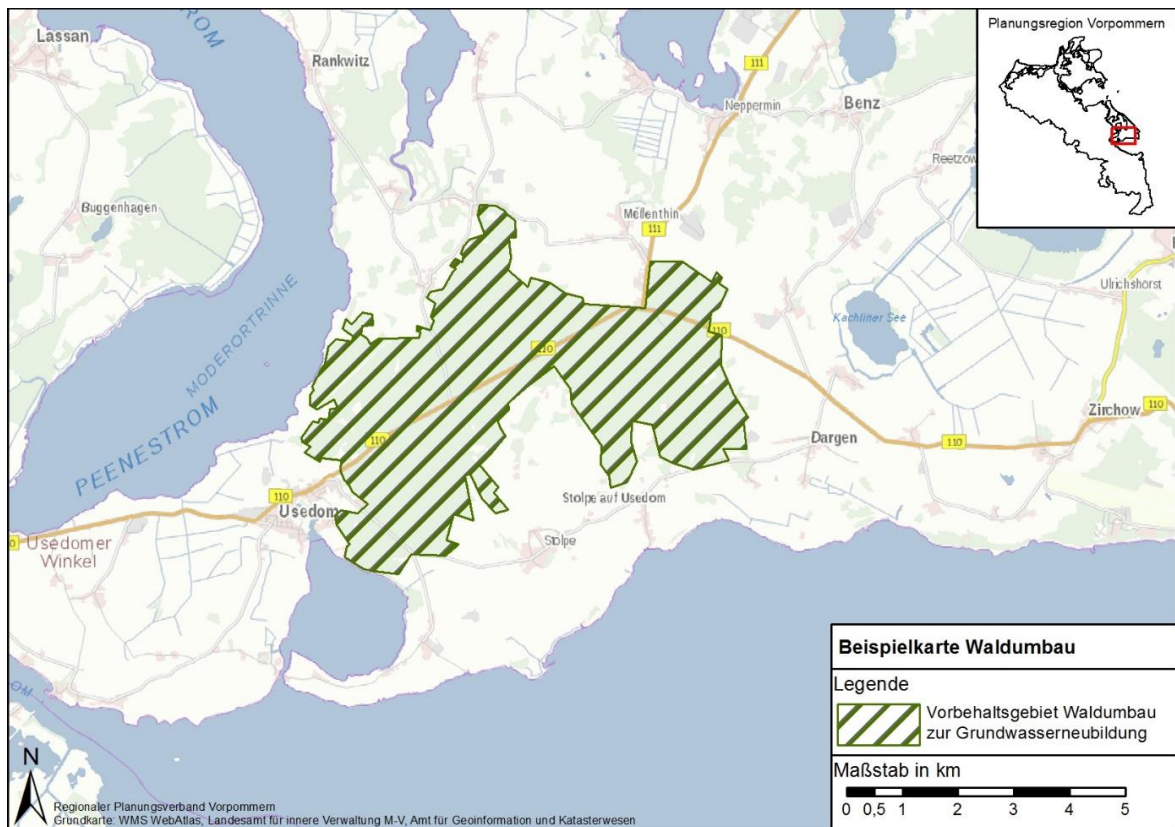 Lassan
ROM
Rankwitz
111
Neppermin
Benz
Reetzow
Planungsregion Vorpommern
Buggenhagen
Mellenthin
111
MODERORTRINNE
PEENESTROM
Kachliner See
Ulrichshorst
110
110
110
110
110
110
Zirchow
Dargen
Usedom
Stolpe auf Usedom
Stolpe
Usedomer
Winkel
OM
Beispielkarte Waldumbau
Legende
Vorbehaltsgebiet Waldumbau
zur Grundwasserneubildung
Maßstab in km
0 0,5 1 2 3 4 5
N
Regionaler Planungsverband Vorpommern
Grundkarte: WMS WebAtlas, Landesamt für innere Verwaltung M-V, Amt für Geoinformation und Katasterwesen